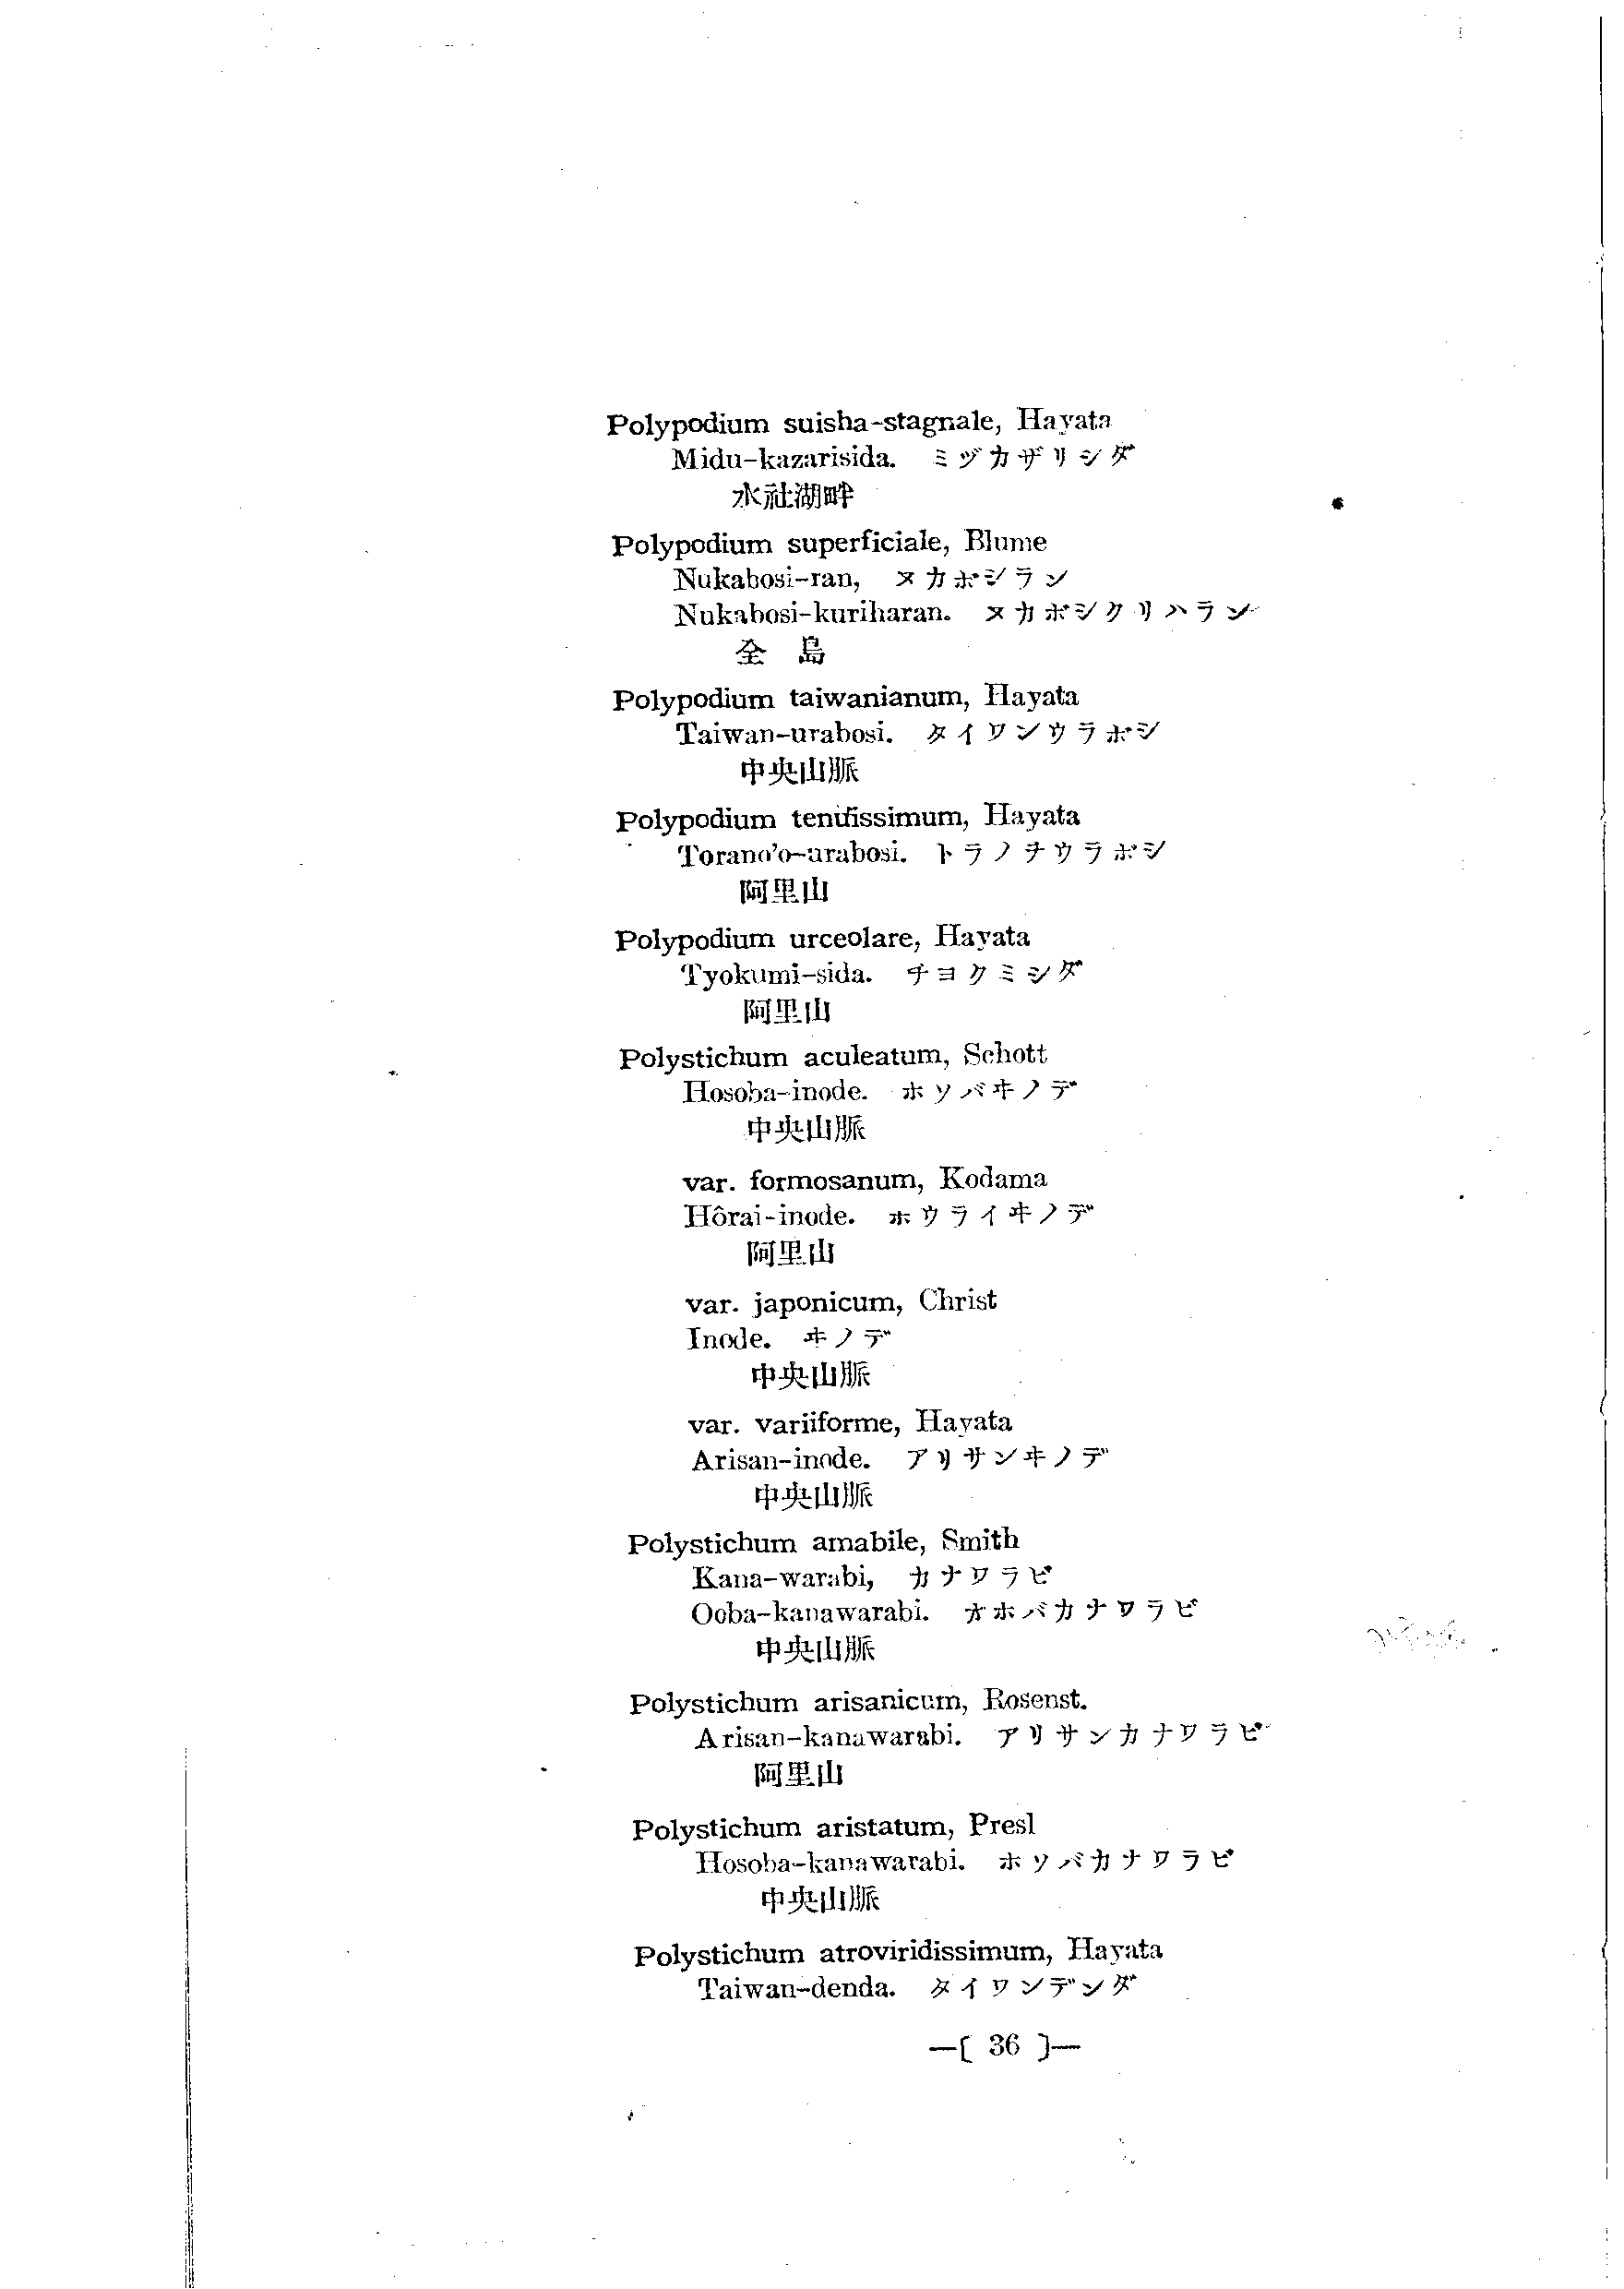 Polypodium suisha-stagnale, Hayata
Midu-kazarisida. ミヅカザリシダ
水社湖畔
Polypodium superficiale, Blume
Nukabosi-ran, ヌカボシラン
Nukabosi-kuriharan. ヌカボシクリハラン
全島
Polypodium taiwanianum, Hayata
Taiwan-urabosi. タイワンウラボシ
中央山脈
Polypodium tenuissimum, Hayata
Torano'o-urabosi. トラノヲウラボシ
阿里山
Polypodium urceolare, Hayata
Tyokumi-sida. チヨクミシダ
阿里山
Polystichum aculeatum, Schott
Hosoba-inode. ホソバヰノデ
中央山脈
var. formosanum, Kodama
Hôrai-inode. ホウライヰノデ
阿里山
var. japonicum, Christ
Inode. ヰノデ
中央山脈
var. variiforme, Hayata
Arisan-inode. アリサンヰノデ
中央山脈
Polystichum amabile, Smith
Kana-warabi, カナワラビ
Ooba-kanawarabi. オホバカナワラビ
中央山脈
Polystichum arisanicum, Rosenst.
Arisan-kanawarabi. アリサンカナワラビ
阿里山
Polystichum aristatum, Presl
Hosoba-kanawarabi. ホソバカナワラビ
中央山脈
Polystichum atroviridissimum, Hayata
Taiwan-denda. タイワンデンダ
—[ 36 ]—